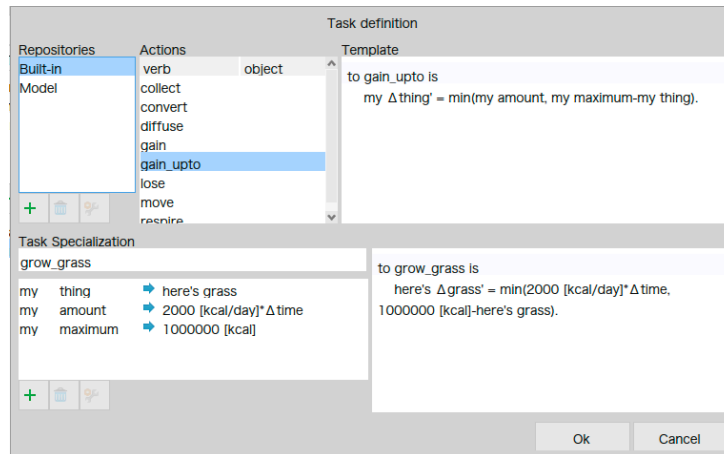 Task definition
Repositories
Built-in
Model
Actions
verb object
collect
convert
diffuse
gain
gain_upto
lose
move
respire
Template
to gain_upto is
my Δthing' = min(my amount, my maximum-my thing).
Task Specialization
grow_grass
my thing ➡ here's grass
my amount ➡ 2000 [kcal/day]*Δtime
my maximum ➡ 1000000 [kcal]
to grow_grass is
here's Δgrass' = min(2000 [kcal/day]*Δtime,
1000000 [kcal]-here's grass).
Ok Cancel